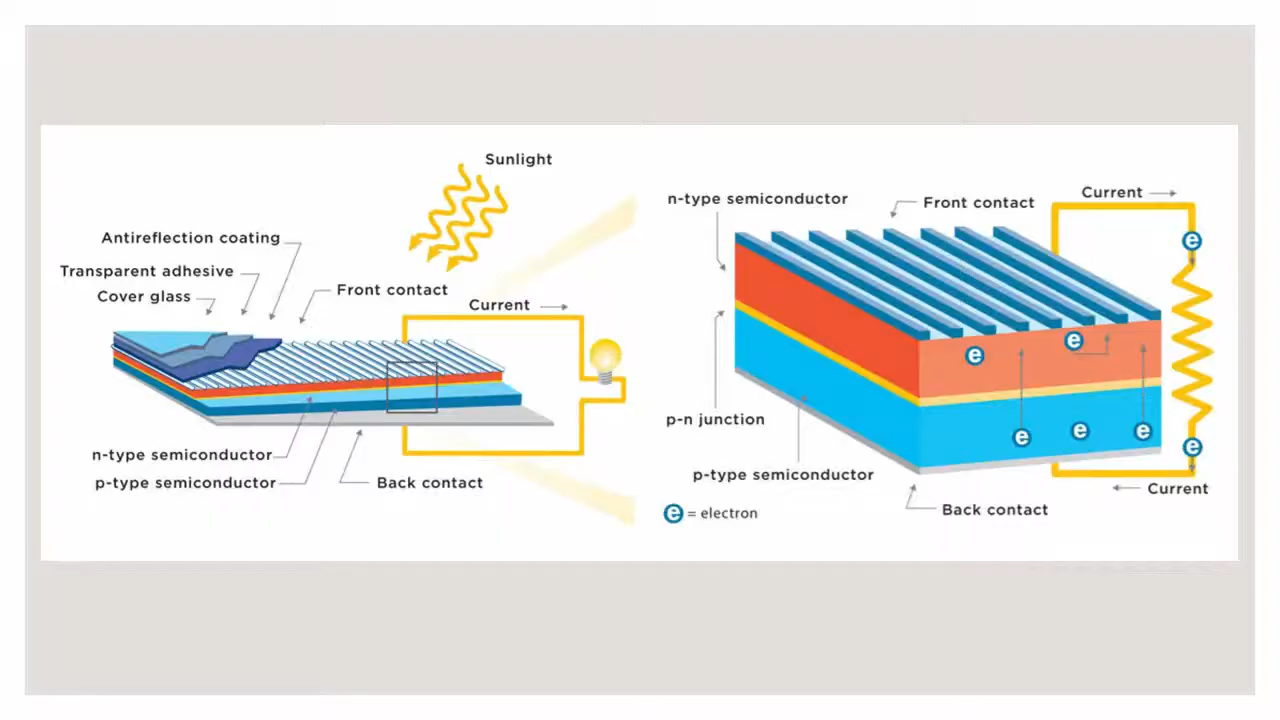 Sunlight
Antireflection coating
Transparent adhesive
Cover glass
Front contact
Current
n-type semiconductor
p-type semiconductor
Back contact
n-type semiconductor
Front contact
Current
e
e
e
e
e
e
e
p-n junction
p-type semiconductor
Current
Back contact
e = electron